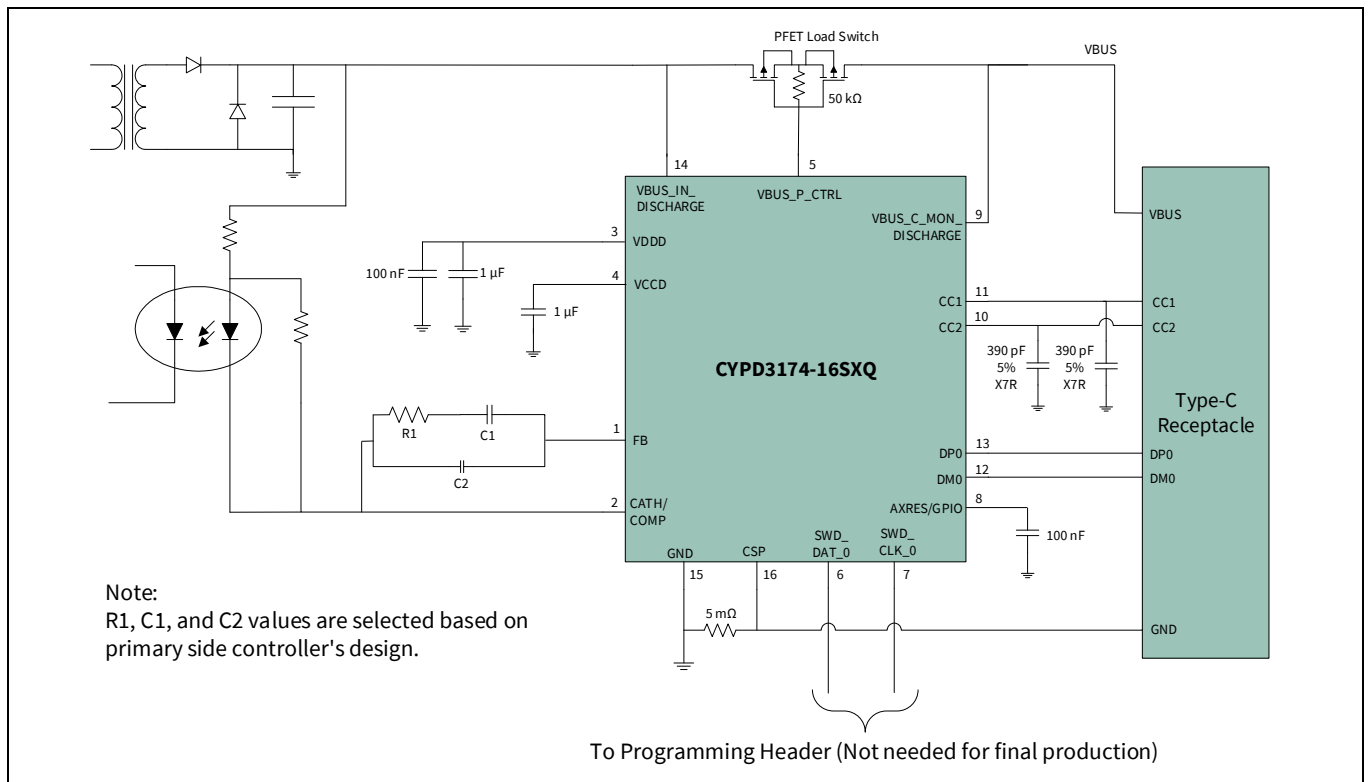 PFET Load Switch
VBUS
50 kΩ
14
5
VBUS_IN_
DISCHARGE
VBUS_P_CTRL
VBUS_C_MON_
DISCHARGE
9
VBUS
3
VDDD
100 nF
1 µF
4
VCCD
1 µF
CC1
11
CC1
CC2
10
CC2
390 pF
5%
X7R
390 pF
5%
X7R
CYPD3174-16SXQ
Type-C
Receptacle
R1
C1
C2
1
FB
DP0
13
DP0
DM0
12
DM0
2
CATH/
COMP
AXRES/GPIO
8
100 nF
GND
CSP
SWD_
DAT_0
SWD_
CLK_0
15
16
6
7
5 mΩ
GND
Note:
R1, C1, and C2 values are selected based on
primary side controller's design.
To Programming Header (Not needed for final production)